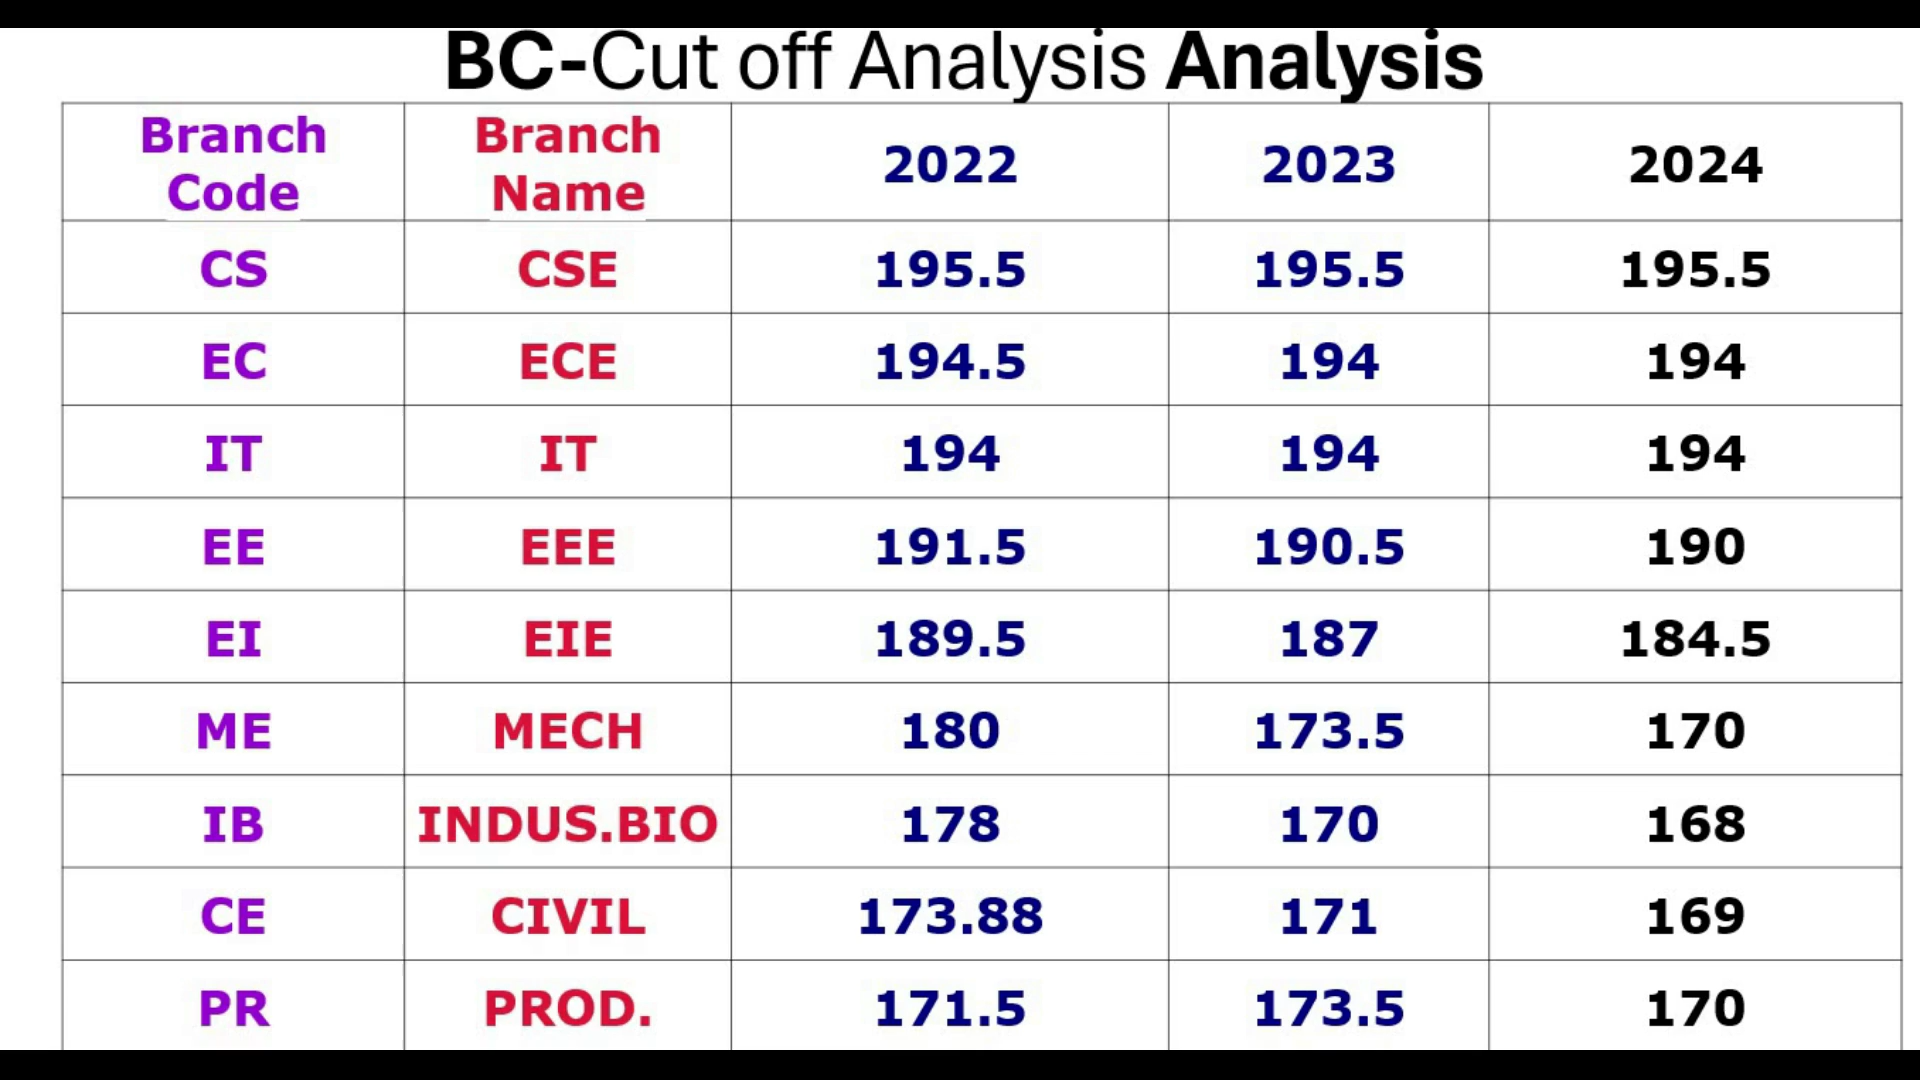 BC-Cut off Analysis Analysis
Branch Code Branch Name 2022 2023 2024
CS CSE 195.5 195.5 195.5
EC ECE 194.5 194 194
IT IT 194 194 194
EE EEE 191.5 190.5 190
EI EIE 189.5 187 184.5
ME MECH 180 173.5 170
IB INDUS.BIO 178 170 168
CE CIVIL 173.88 171 169
PR PROD. 171.5 173.5 170